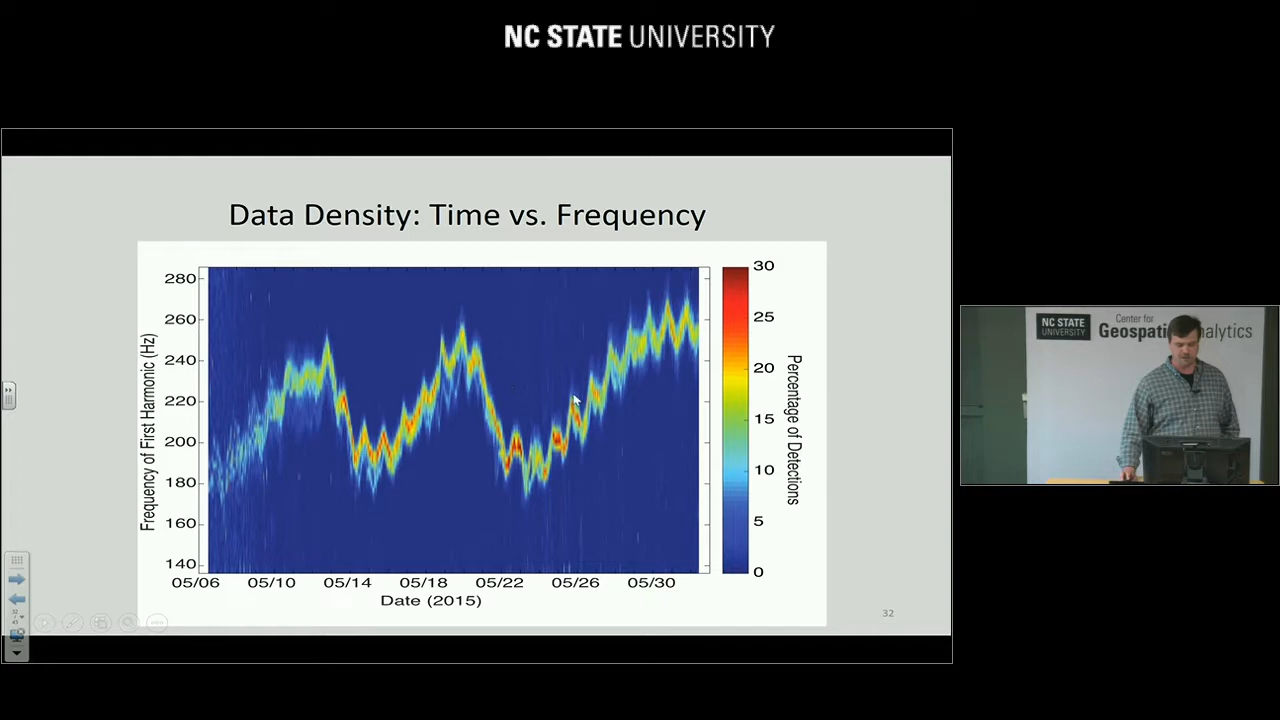 NC STATE UNIVERSITY
Data Density: Time vs. Frequency
Frequency of First Harmonic (Hz)
280
260
240
220
200
180
160
140
05/06 05/10 05/14 05/18 05/22 05/26 05/30
Date (2015)
30
25
20
15
10
5
0
Percentage of Detections
32
NC STATE
UNIVERSITY
Center for
Geospati Analytics